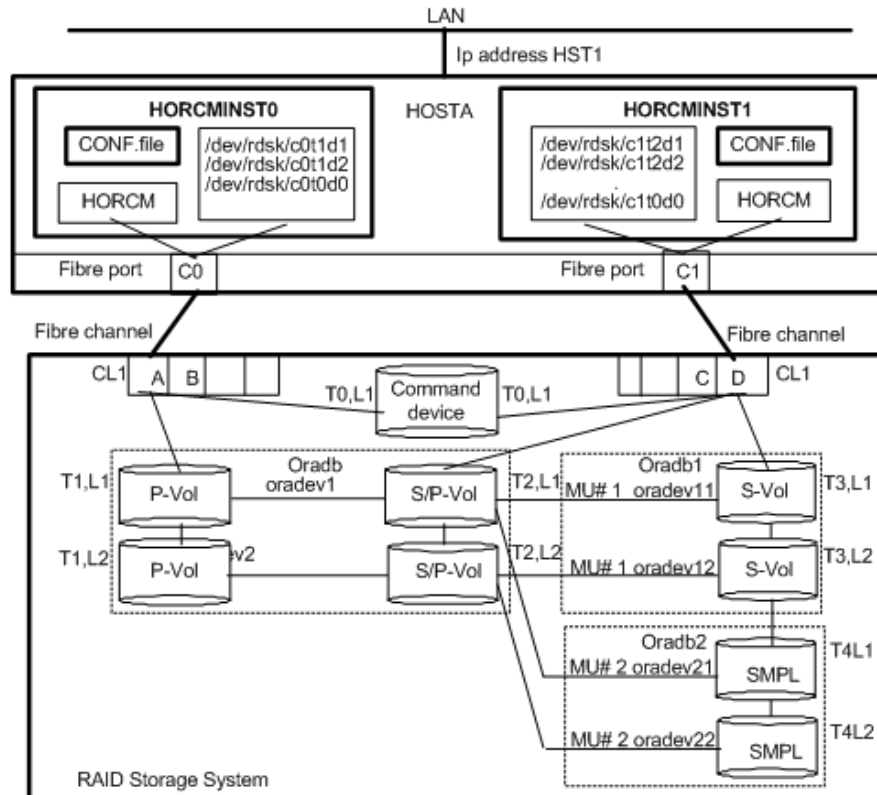 LAN
Ip address HST1
HORCMINST0
HOSTA
HORCMINST1
CONF.file
/dev/rdsk/c0t1d1
/dev/rdsk/c0t1d2
/dev/rdsk/c0t0d0
HORCM
/dev/rdsk/c1t2d1
/dev/rdsk/c1t2d2
.
/dev/rdsk/c1t0d0
CONF.file
HORCM
Fibre port
C0
Fibre port
C1
Fibre channel
Fibre channel
CL1
A
B
T0,L1
Command
device
T0,L1
C
D
CL1
T1,L1
P-Vol
Oradb
oradev1
S/P-Vol
T2,L1
Oradb1
MU# 1 oradev11
S-Vol
T3,L1
T1,L2
P-Vol
ev2
S/P-Vol
T2,L2
MU# 1 oradev12
S-Vol
T3,L2
Oradb2
MU# 2 oradev21
SMPL
T4L1
MU# 2 oradev22
SMPL
T4L2
RAID Storage System